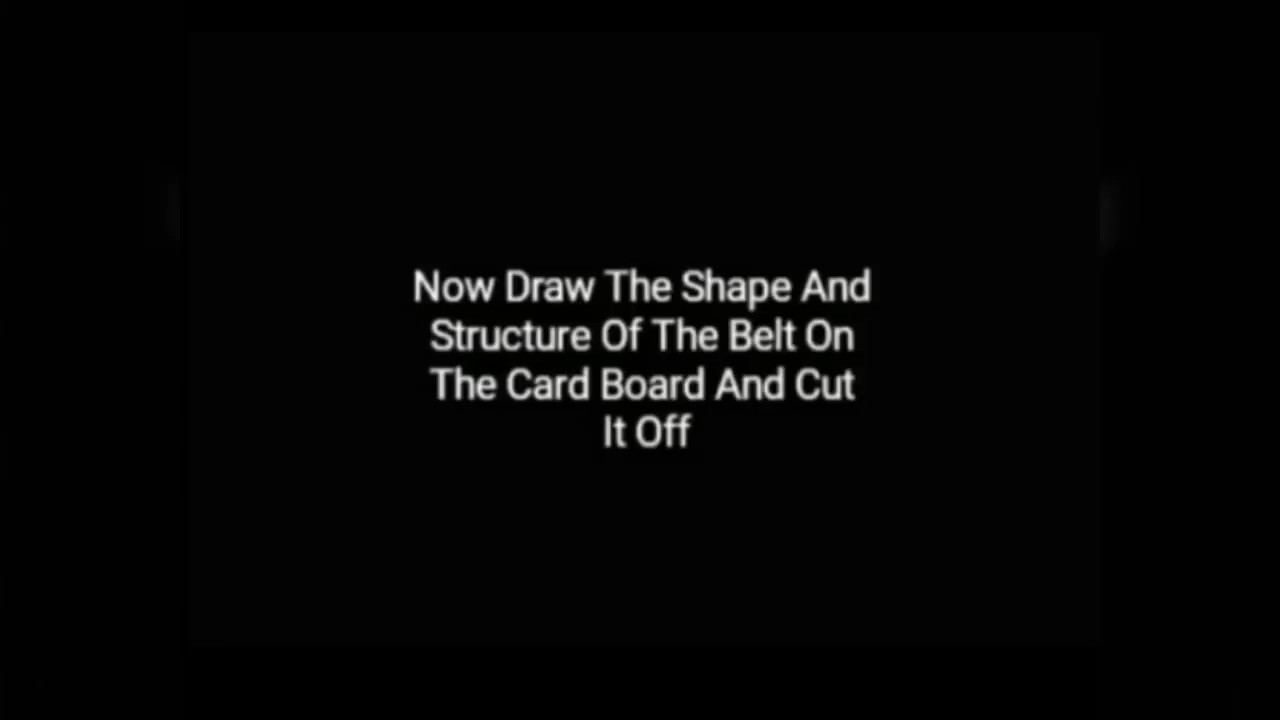 Now Draw The Shape And
Structure Of The Belt On
The Card Board And Cut
It Off